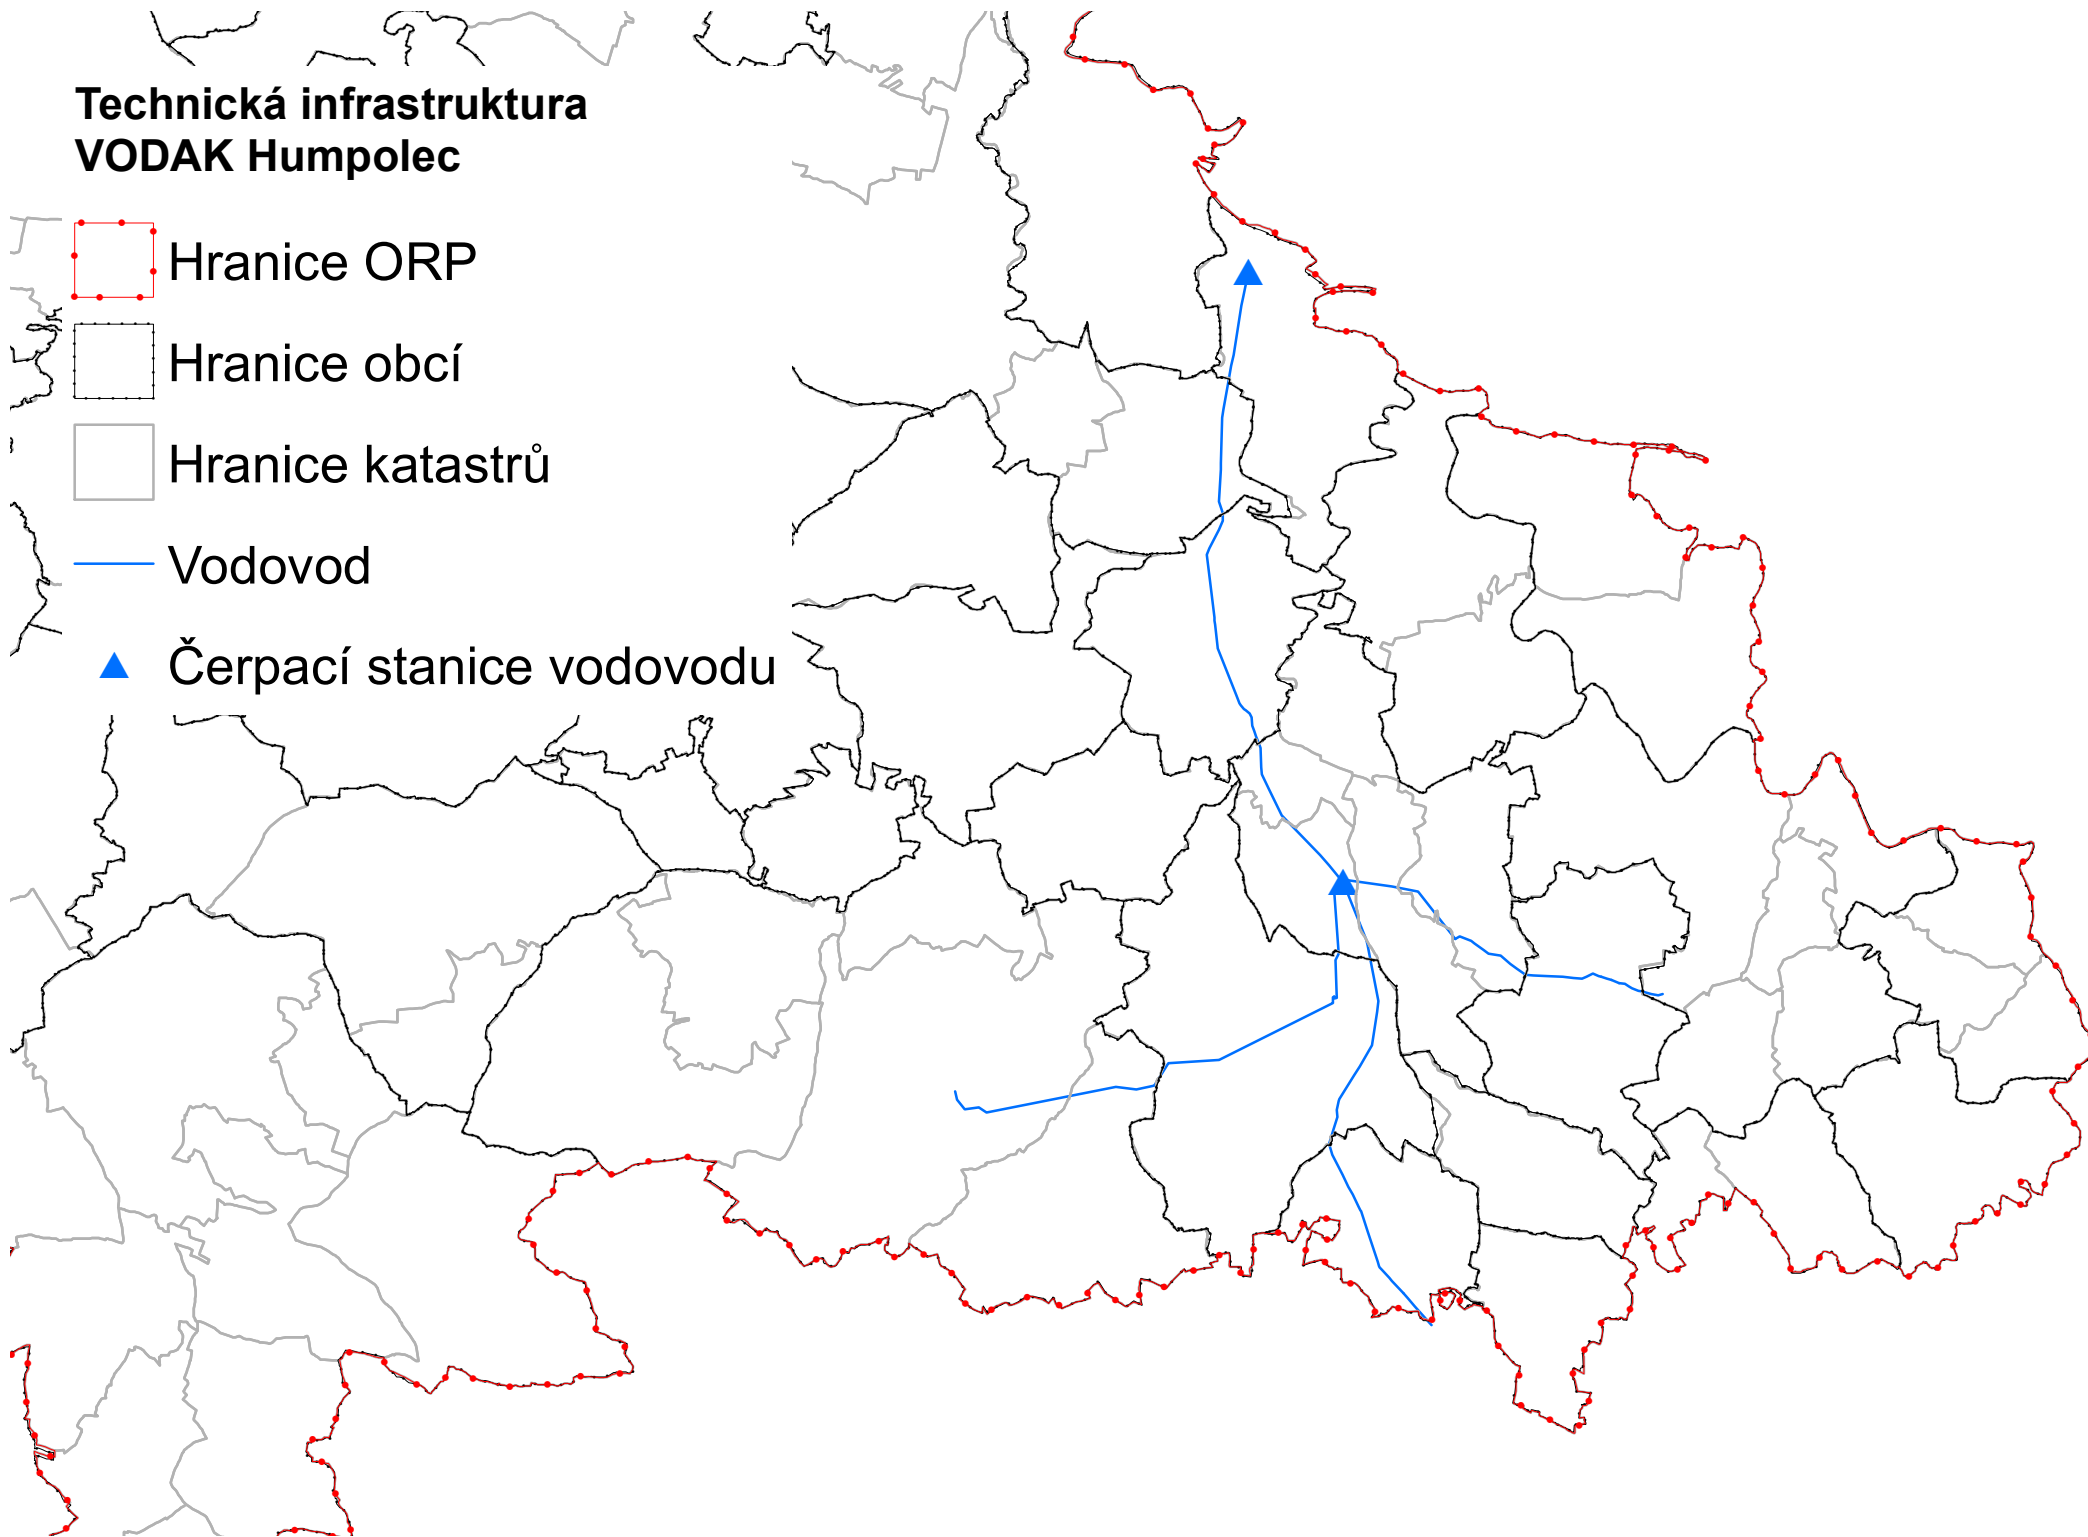 Technická infrastruktura
VODAK Humpolec
Hranice ORP
Hranice obcí
Hranice katastrů
Vodovod
Čerpací stanice vodovodu